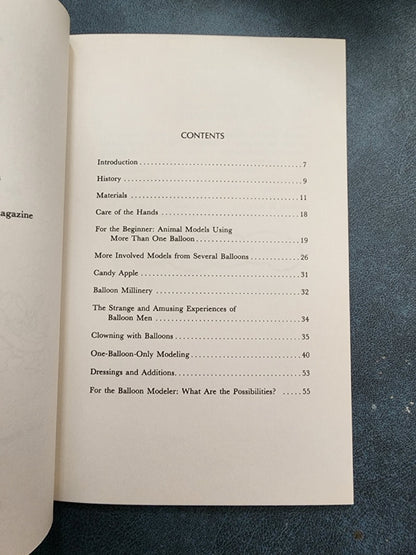 agazine
CONTENTS
Introduction ........................................ 7
History ............................................. 9
Materials ........................................... 11
Care of the Hands ................................... 18
For the Beginner: Animal Models Using
More Than One Balloon ........................... 19
More Involved Models from Several Balloons .......... 26
Candy Apple ......................................... 31
Balloon Millinery ................................... 32
The Strange and Amusing Experiences of
Balloon Men ..................................... 34
Clowning with Balloons .............................. 35
One-Balloon-Only Modeling ........................... 40
Dressings and Additions. ............................ 53
For the Balloon Modeler: What Are the Possibilities? ..... 55